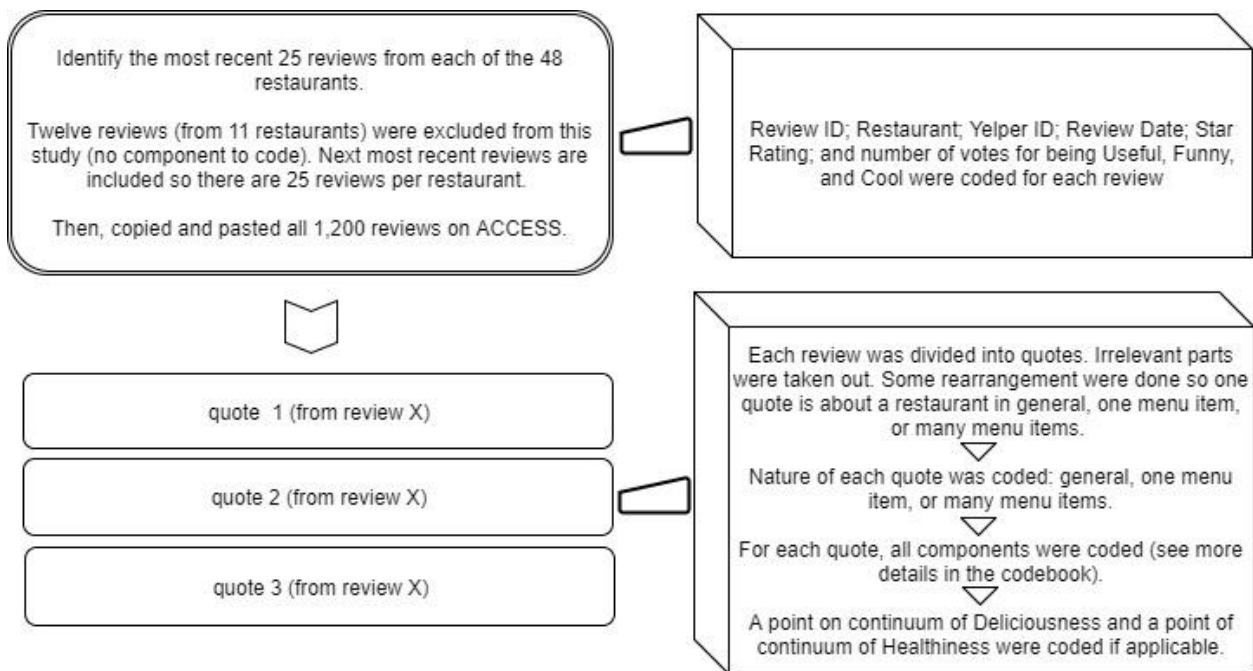 Identify the most recent 25 reviews from each of the 48
restaurants.
Twelve reviews (from 11 restaurants) were excluded from this
study (no component to code). Next most recent reviews are
included so there are 25 reviews per restaurant.
Then, copied and pasted all 1,200 reviews on ACCESS.
Review ID; Restaurant; Yelper ID; Review Date; Star
Rating; and number of votes for being Useful, Funny,
and Cool were coded for each review
quote 1 (from review X)
quote 2 (from review X)
quote 3 (from review X)
Each review was divided into quotes. Irrelevant parts
were taken out. Some rearrangement were done so one
quote is about a restaurant in general, one menu item,
or many menu items.
Nature of each quote was coded: general, one menu
item, or many menu items.
For each quote, all components were coded (see more
details in the codebook).
A point on continuum of Deliciousness and a point of
continuum of Healthiness were coded if applicable.